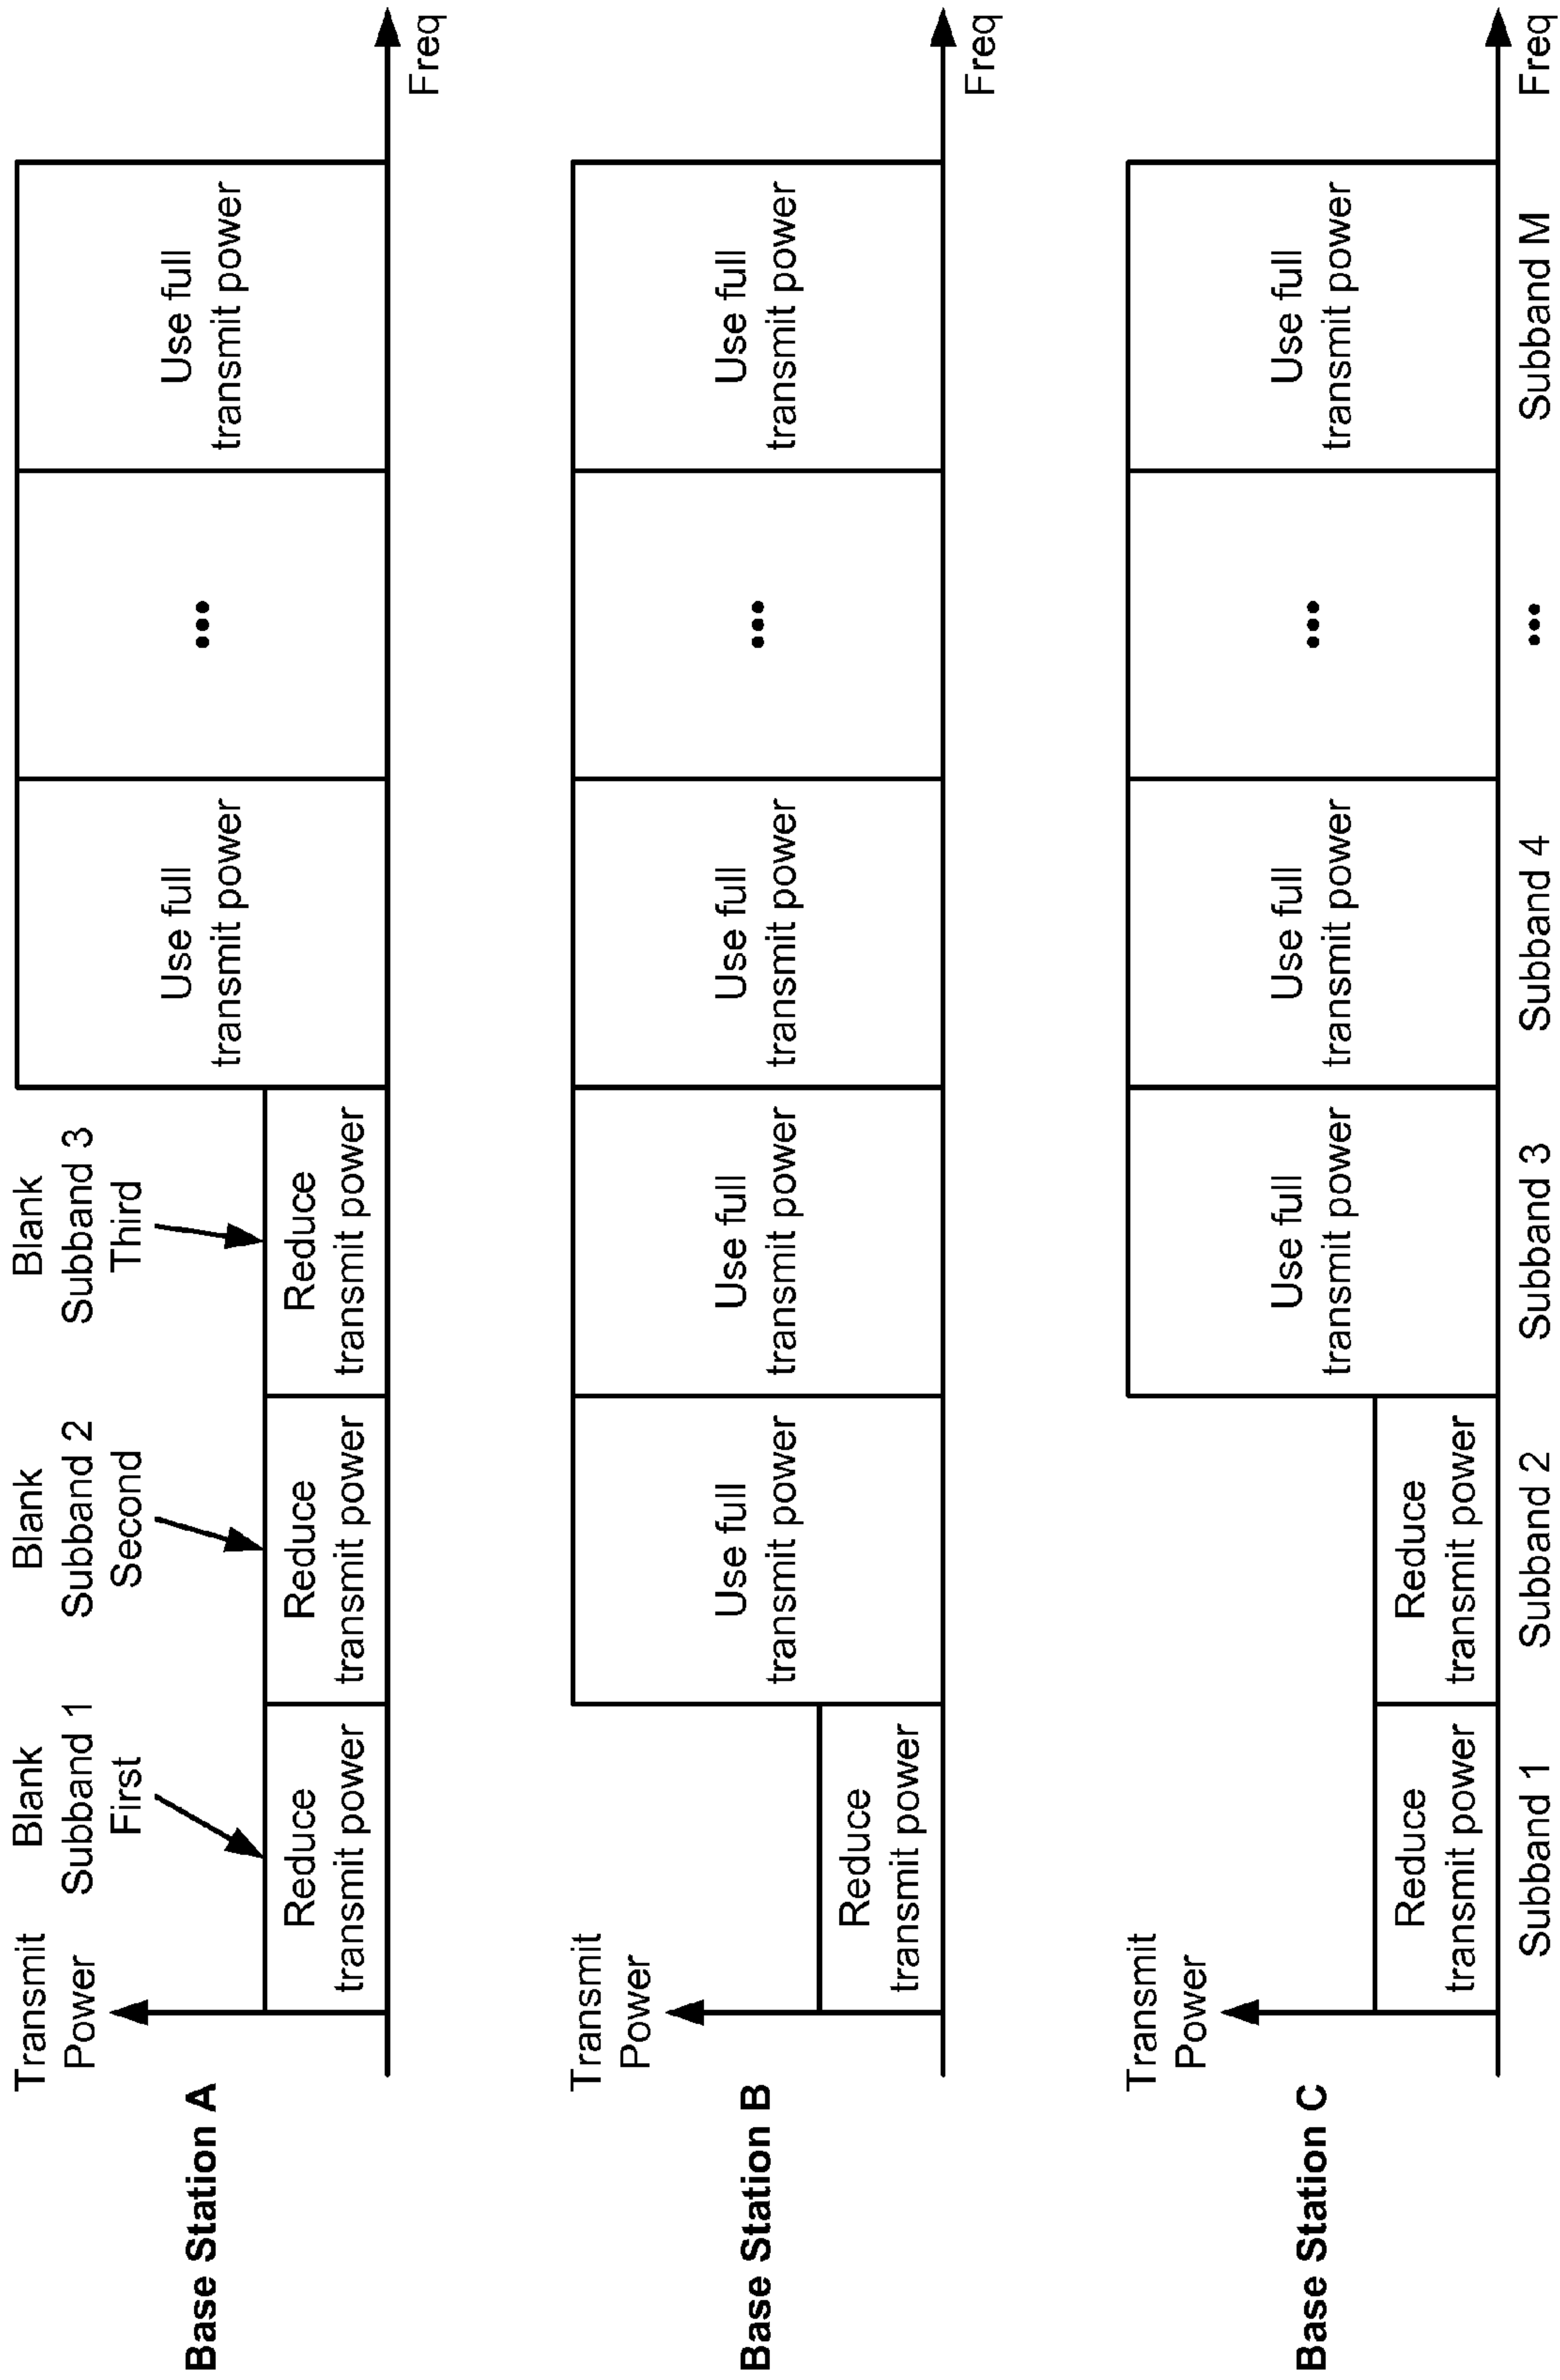 Base Station A
Transmit
Power
Blank
Subband 1
First
Blank
Subband 2
Second
Blank
Subband 3
Third
Reduce
transmit power
Reduce
transmit power
Reduce
transmit power
Use full
transmit power
...
Use full
transmit power
Freq
Base Station B
Transmit
Power
Reduce
transmit power
Use full
transmit power
Use full
transmit power
Use full
transmit power
...
Use full
transmit power
Freq
Base Station C
Transmit
Power
Reduce
transmit power
Reduce
transmit power
Use full
transmit power
Use full
transmit power
...
Use full
transmit power
Freq
Subband 1
Subband 2
Subband 3
Subband 4
...
Subband M